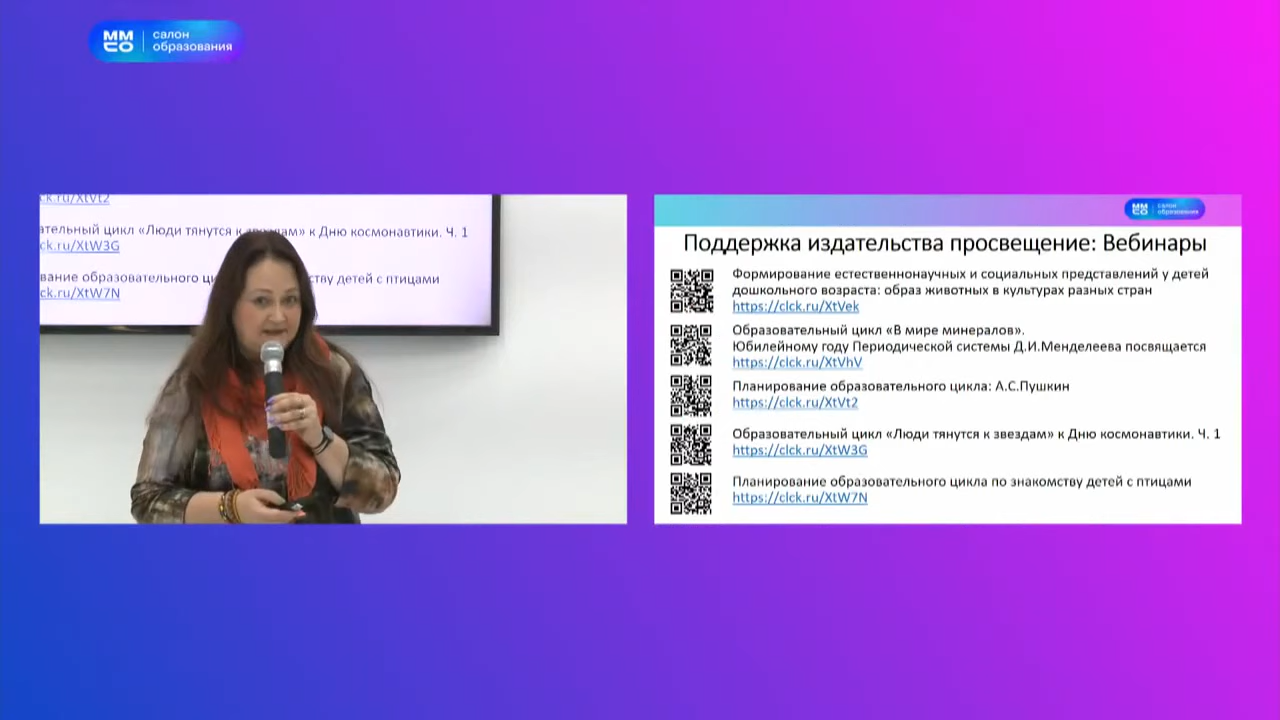 ММ
СО
салон
образования
ck.ru/XtVt2
ательный цикл «Люди тянутся к звездам» к Дню космонавтики. Ч. 1
ck.ru/XtW3G
вание образовательного ци ству детей с птицами
ck.ru/XtW7N
ММ
СО
салон
образования
Поддержка издательства просвещение: Вебинары
Формирование естественнонаучных и социальных представлений у детей
дошкольного возраста: образ животных в культурах разных стран
https://clck.ru/XtVek
Образовательный цикл «В мире минералов».
Юбилейному году Периодической системы Д.И.Менделеева посвящается
https://clck.ru/XtVhV
Планирование образовательного цикла: А.С.Пушкин
https://clck.ru/XtVt2
Образовательный цикл «Люди тянутся к звездам» к Дню космонавтики. Ч. 1
https://clck.ru/XtW3G
Планирование образовательного цикла по знакомству детей с птицами
https://clck.ru/XtW7N